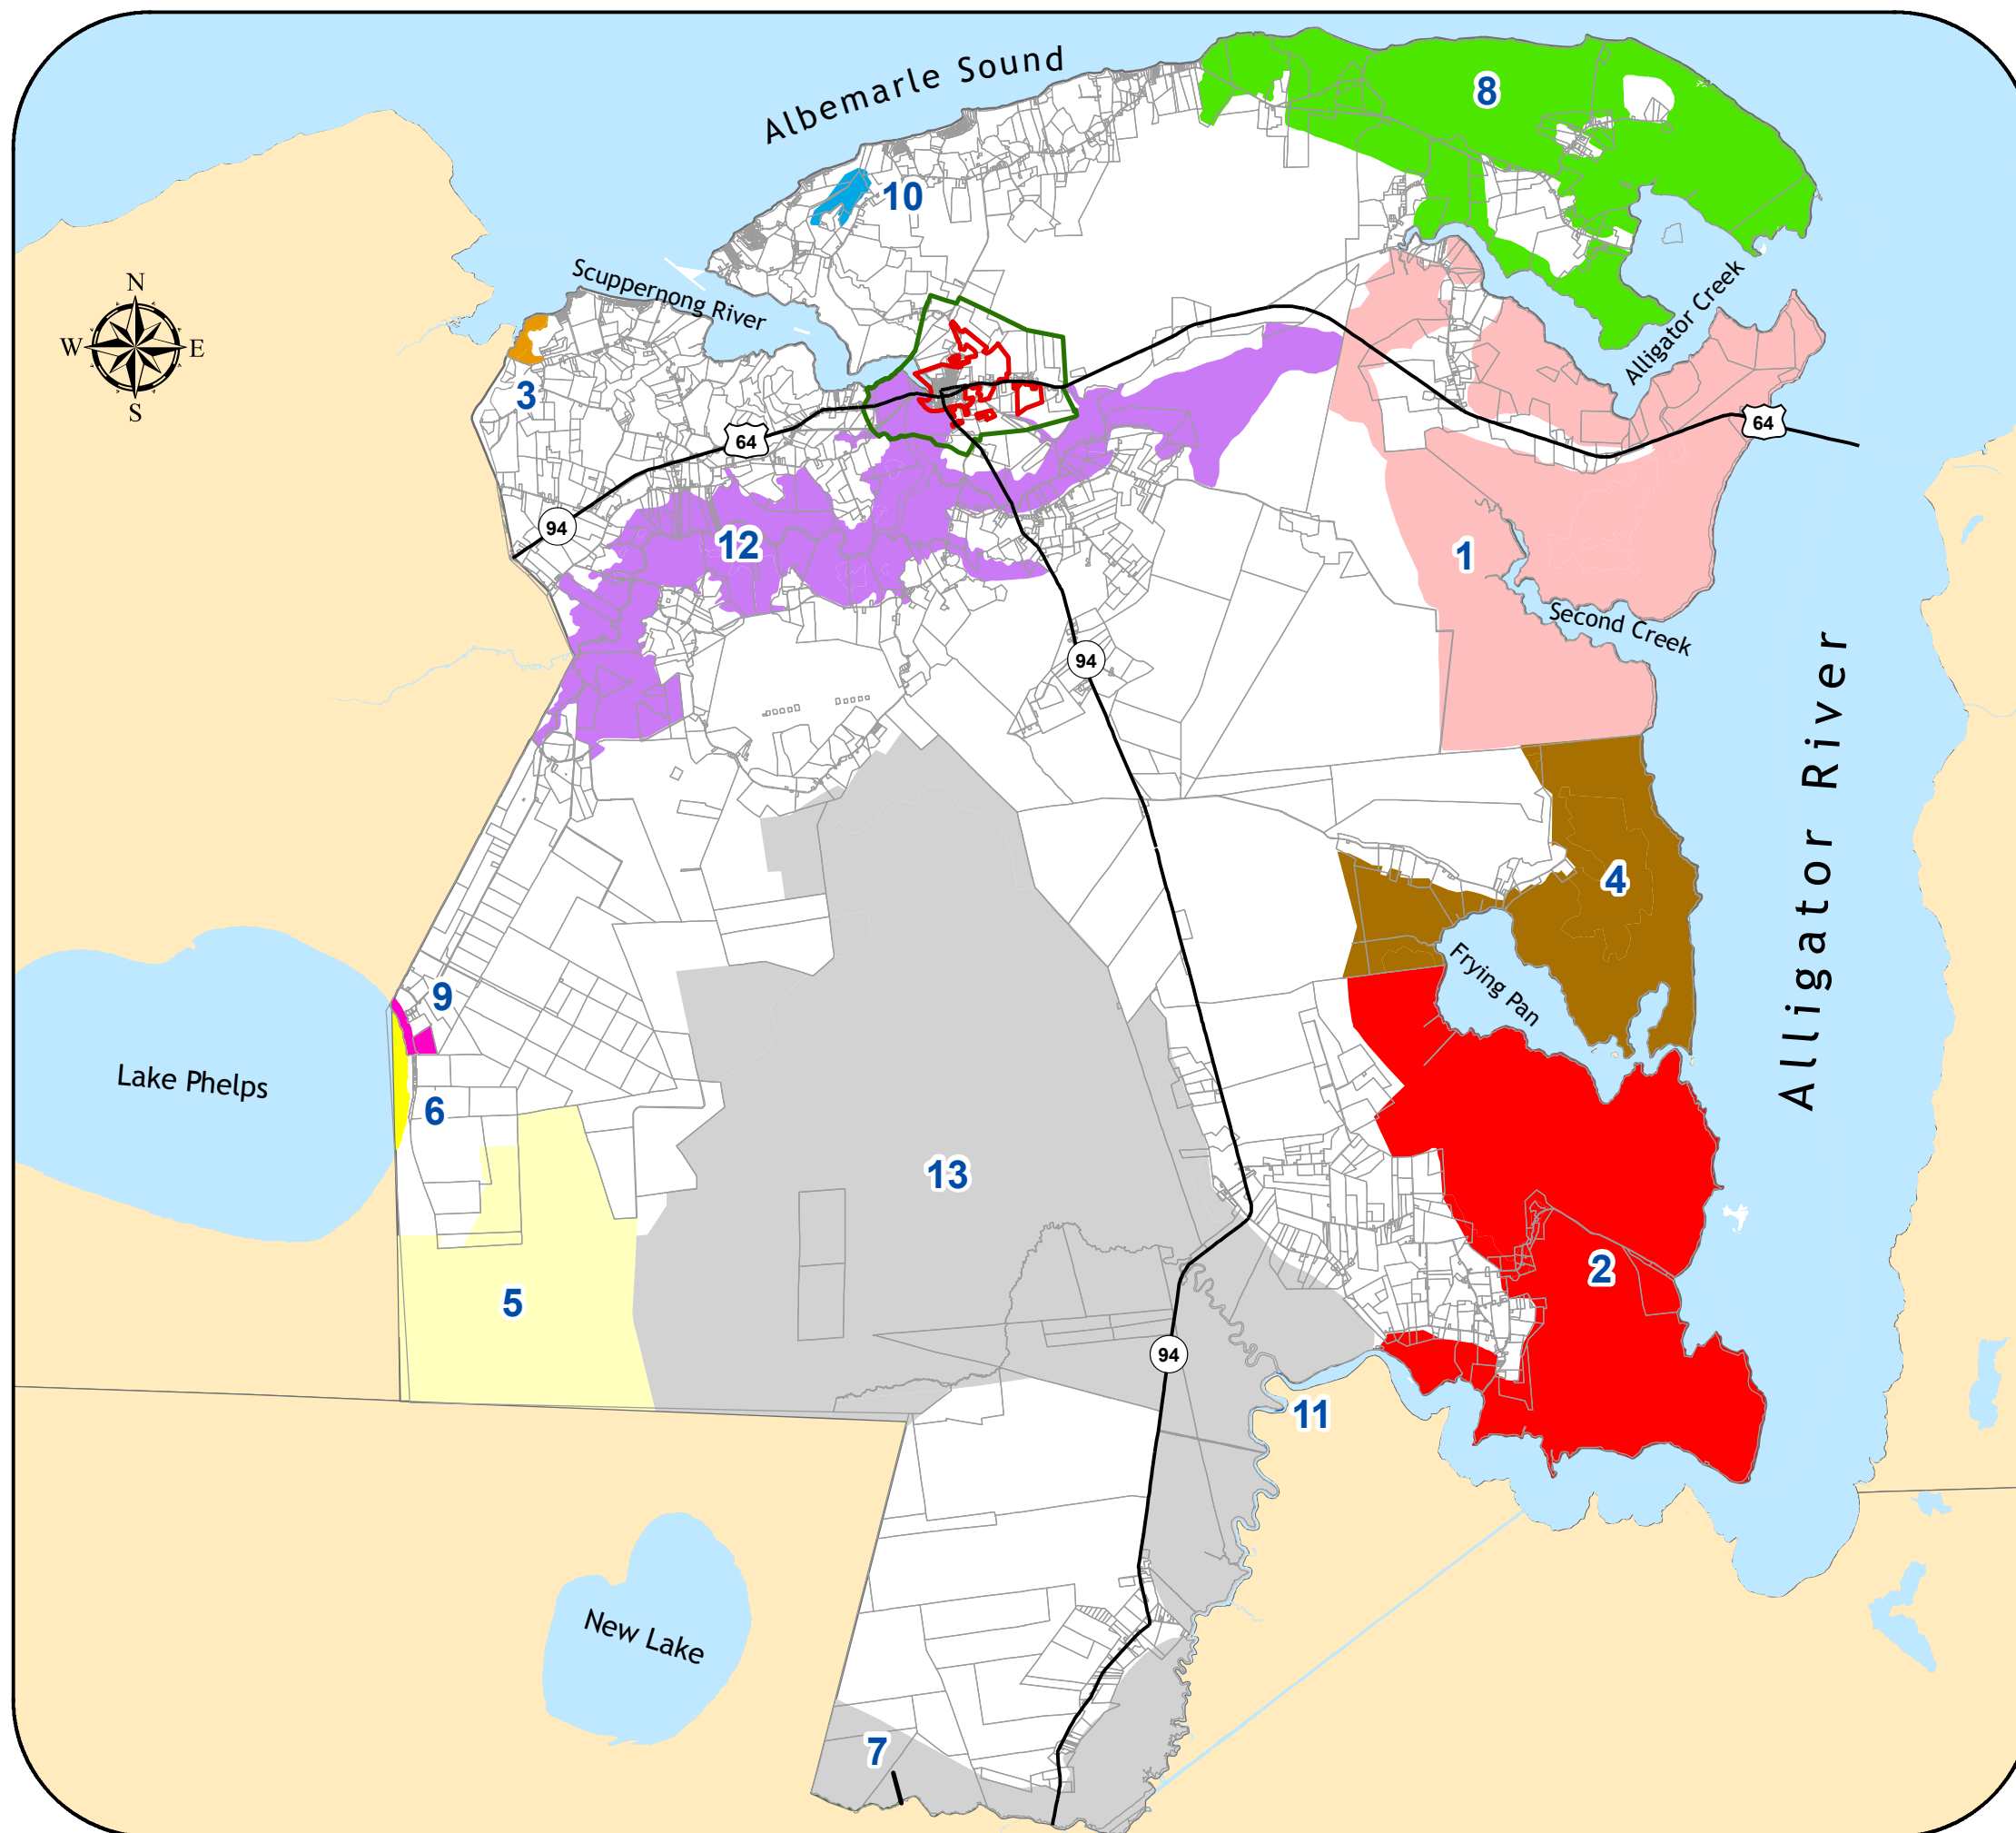 Albemarle Sound
8
10
N
W
E
S
Scuppernong River
Alligator Creek
3
64
64
94
12
1
Second Creek
94
Alligator River
4
Frying Pan
9
Lake Phelps
6
13
2
5
94
11
New Lake
7